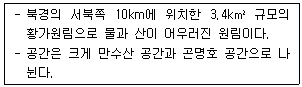 - 북경의 서북쪽 10km에 위치한 3.4km² 규모의
황가원림으로 물과 산이 어우러진 원림이다.
- 공간은 크게 만수산 공간과 곤명호 공간으로 나
뉜다.